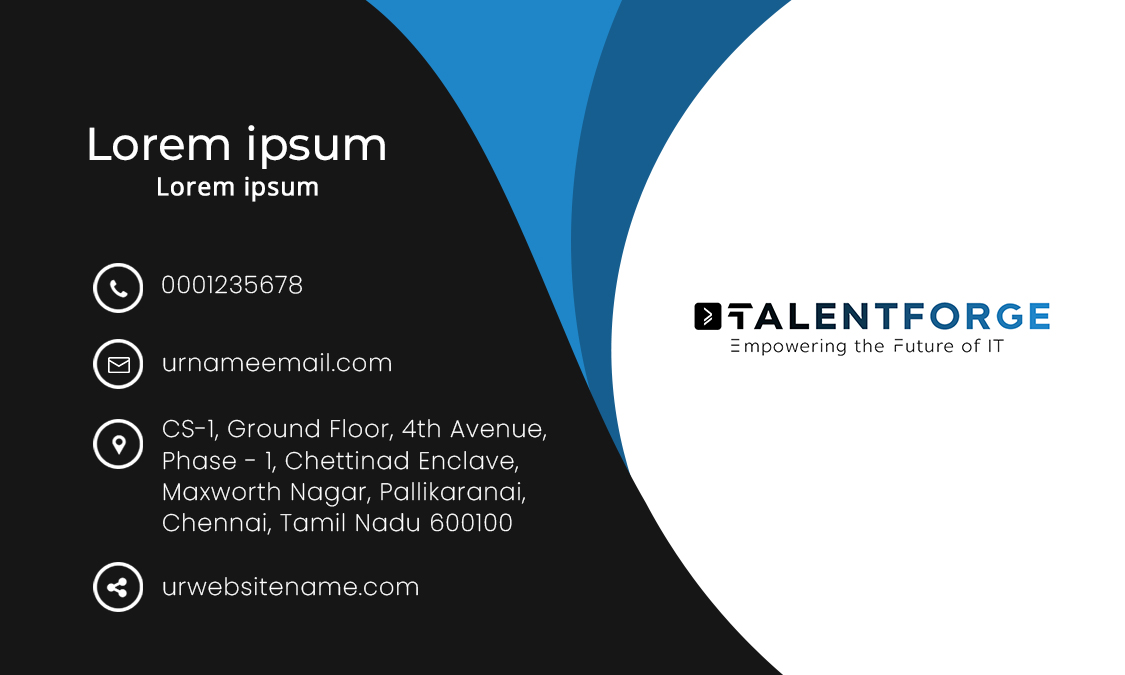 Lorem ipsum
Lorem ipsum
0001235678
urnameemail.com
CS-1, Ground Floor, 4th Avenue,
Phase - 1, Chettinad Enclave,
Maxworth Nagar, Pallikaranai,
Chennai, Tamil Nadu 600100
urwebsitename.com
TALENTFORGE
Empowering the Future of IT